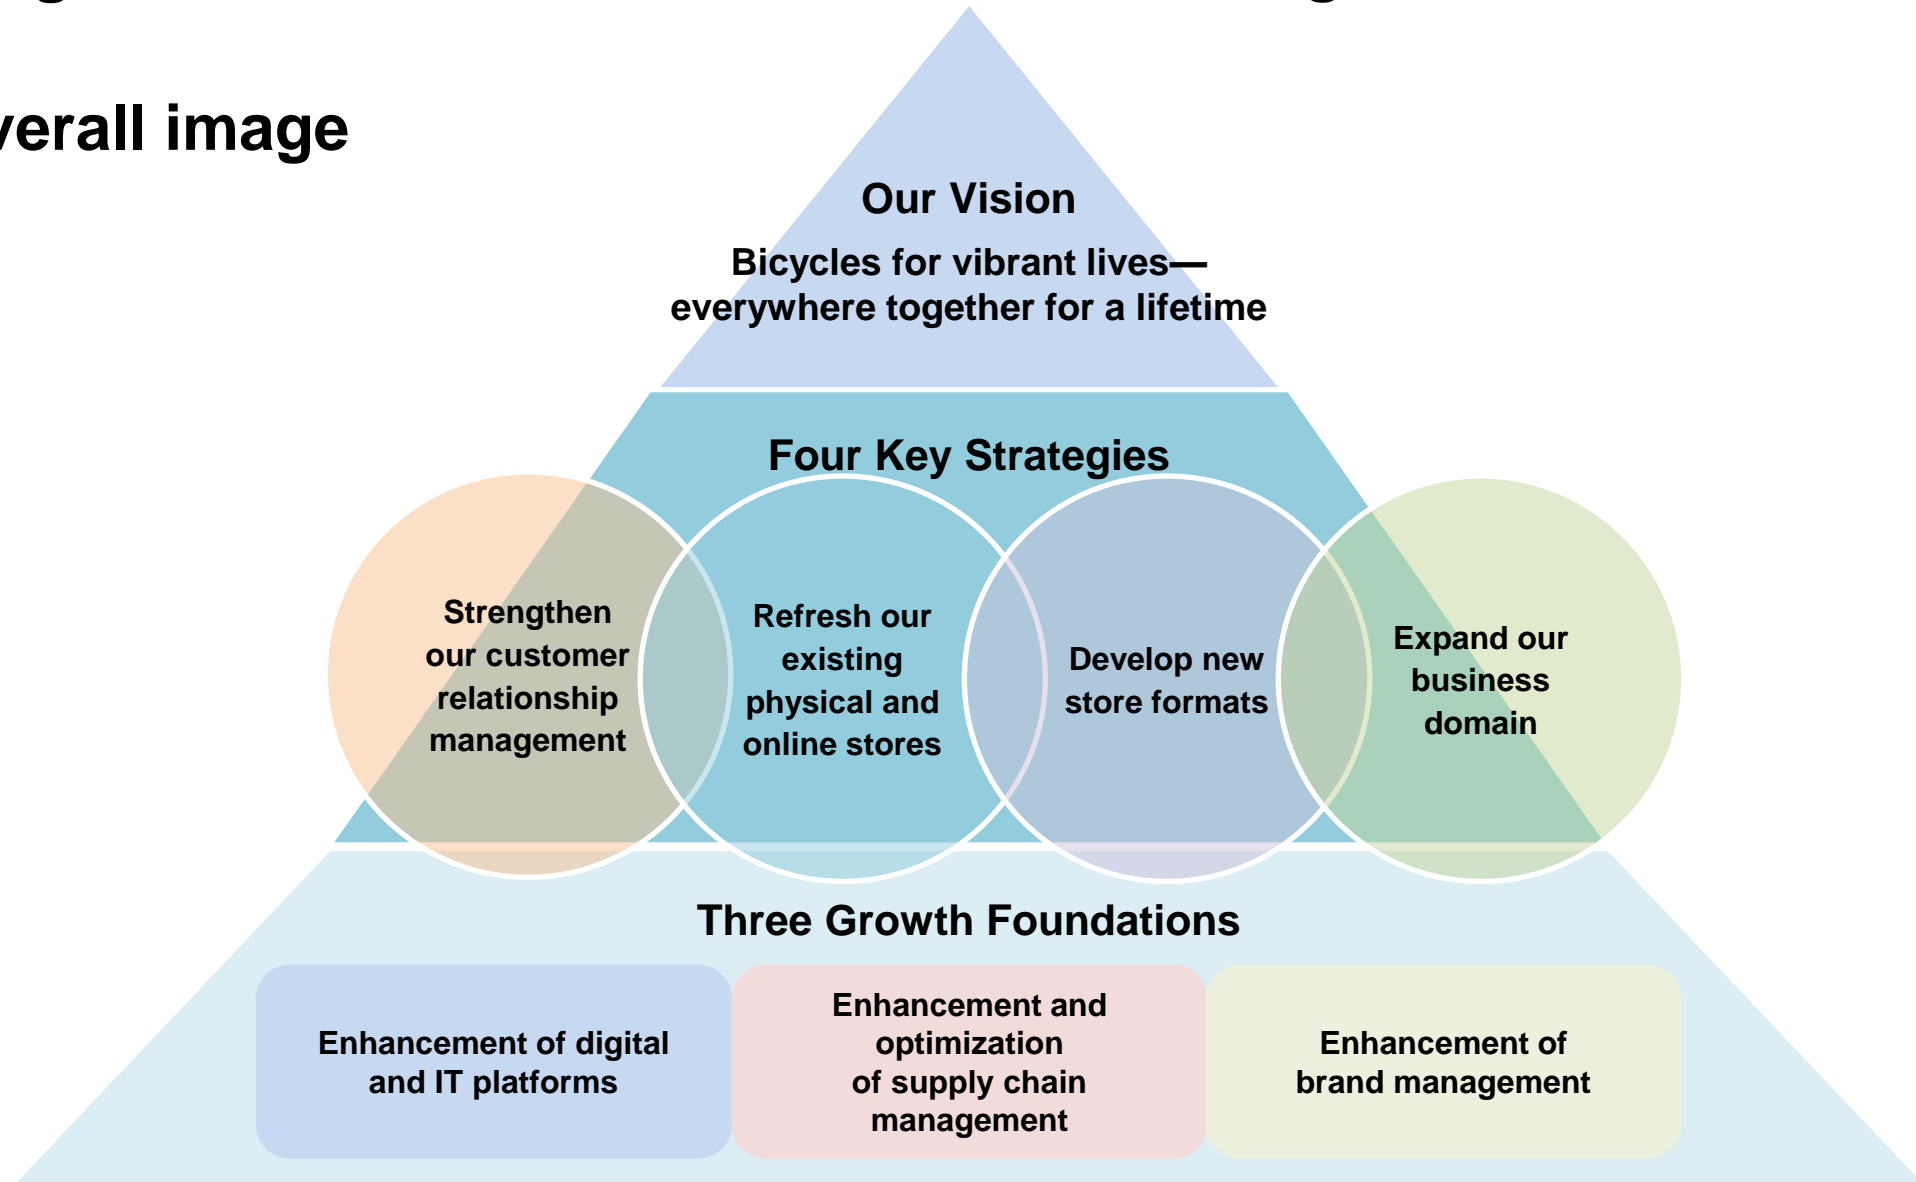 verall image
Our Vision
Bicycles for vibrant lives—
everywhere together for a lifetime
Four Key Strategies
Strengthen
our customer
relationship
management
Refresh our
existing
physical and
online stores
Develop new
store formats
Expand our
business
domain
Three Growth Foundations
Enhancement of digital
and IT platforms
Enhancement and
optimization
of supply chain
management
Enhancement of
brand management